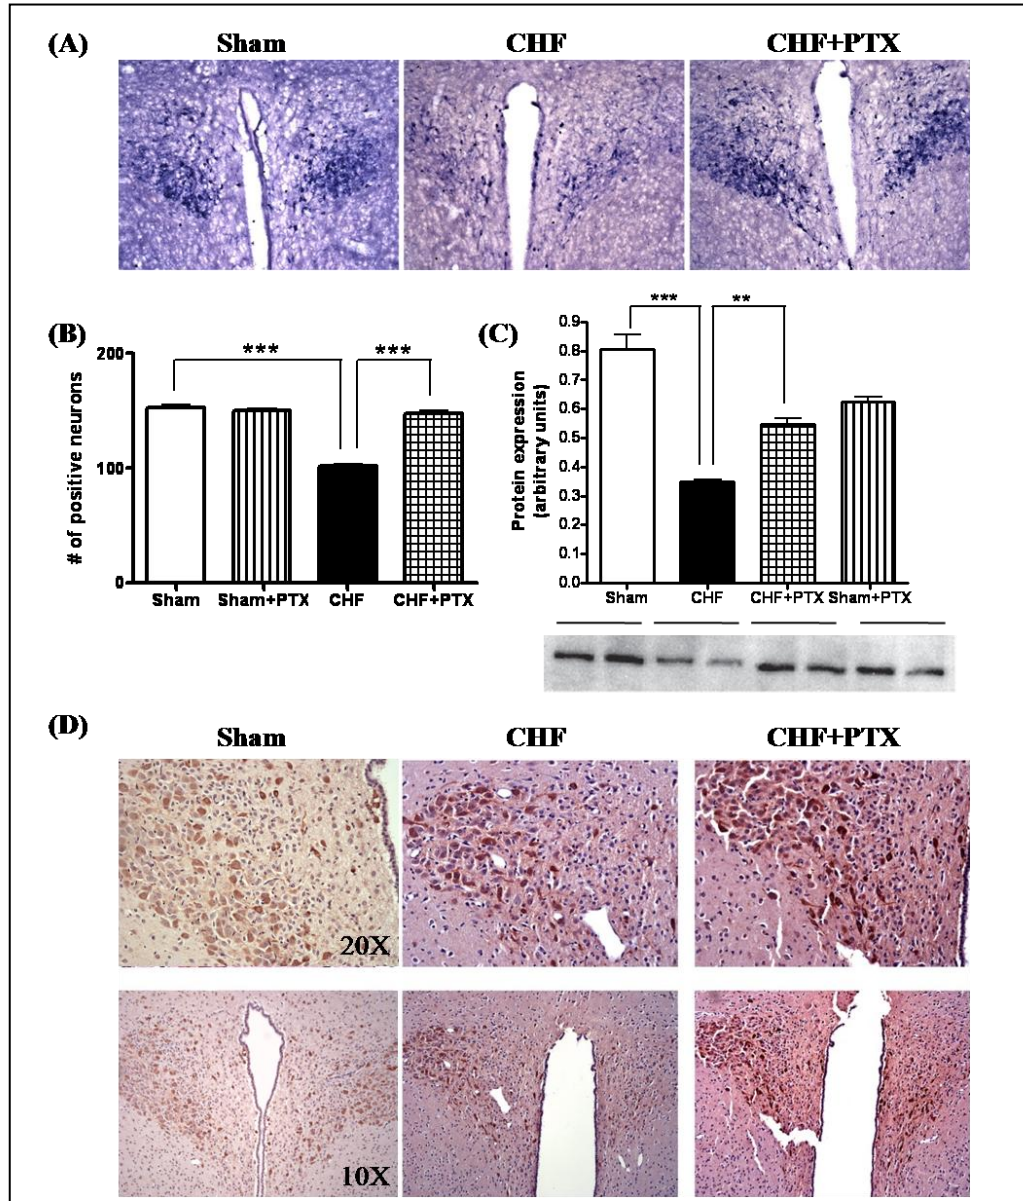 (A)
Sham CHF CHF+PTX
(B)
# of positive neurons
200
100
0
*** ***
Sham Sham+PTX CHF CHF+PTX
(C)
Protein expression
(arbitrary units)
0.9
0.8
0.7
0.6
0.5
0.4
0.3
0.2
0.1
0.0
*** **
Sham CHF CHF+PTX Sham+PTX
(D)
Sham CHF CHF+PTX
20X
10X